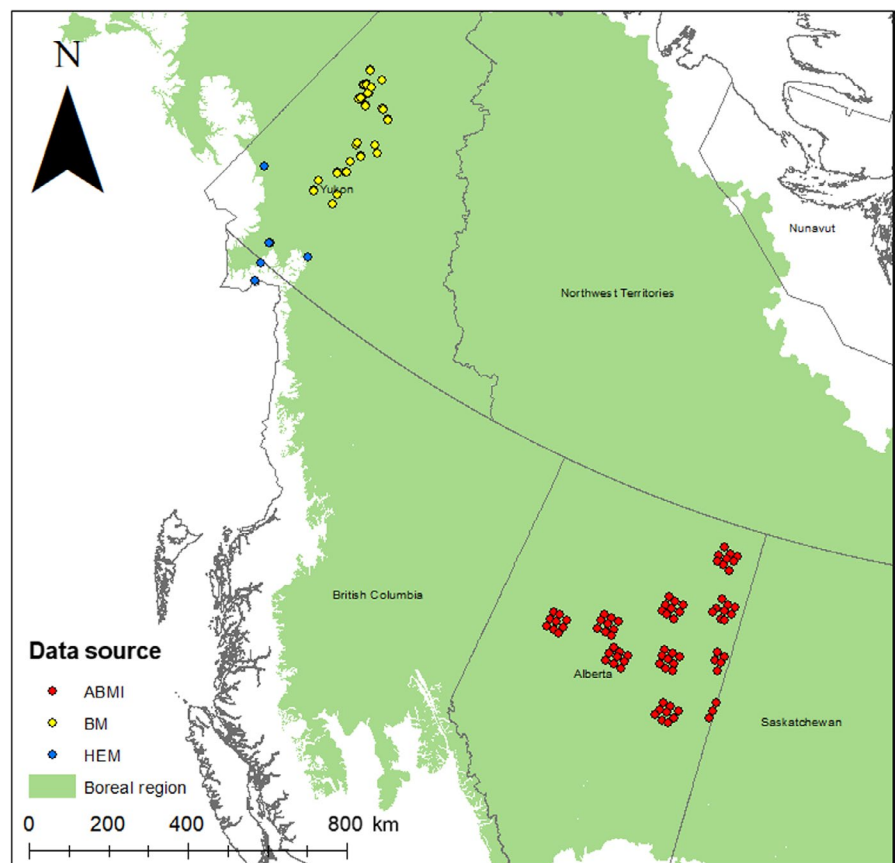 N
Yukon
Nunavut
Northwest Territories
British Columbia
Alberta
Saskatchewan
Data source
ABMI
BM
HEM
Boreal region
0 200 400 800 km